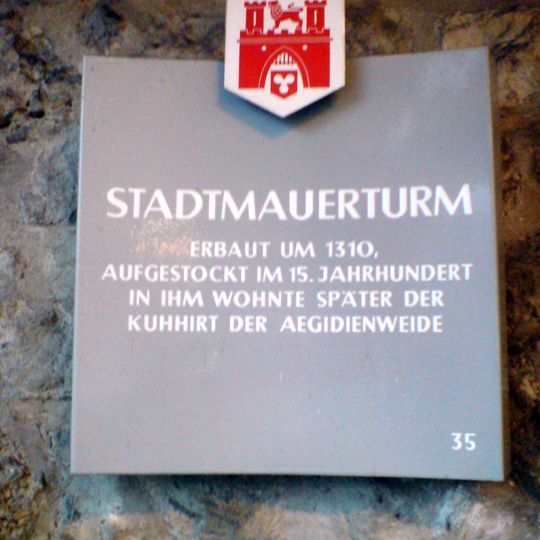 STADTMAUERTURM
ERBAUT UM 1310,
AUFGESTOCKT IM 15. JAHRHUNDERT
IN IHM WOHNTE SPÄTER DER
KUHHIRT DER AEGIDIENWEIDE
35